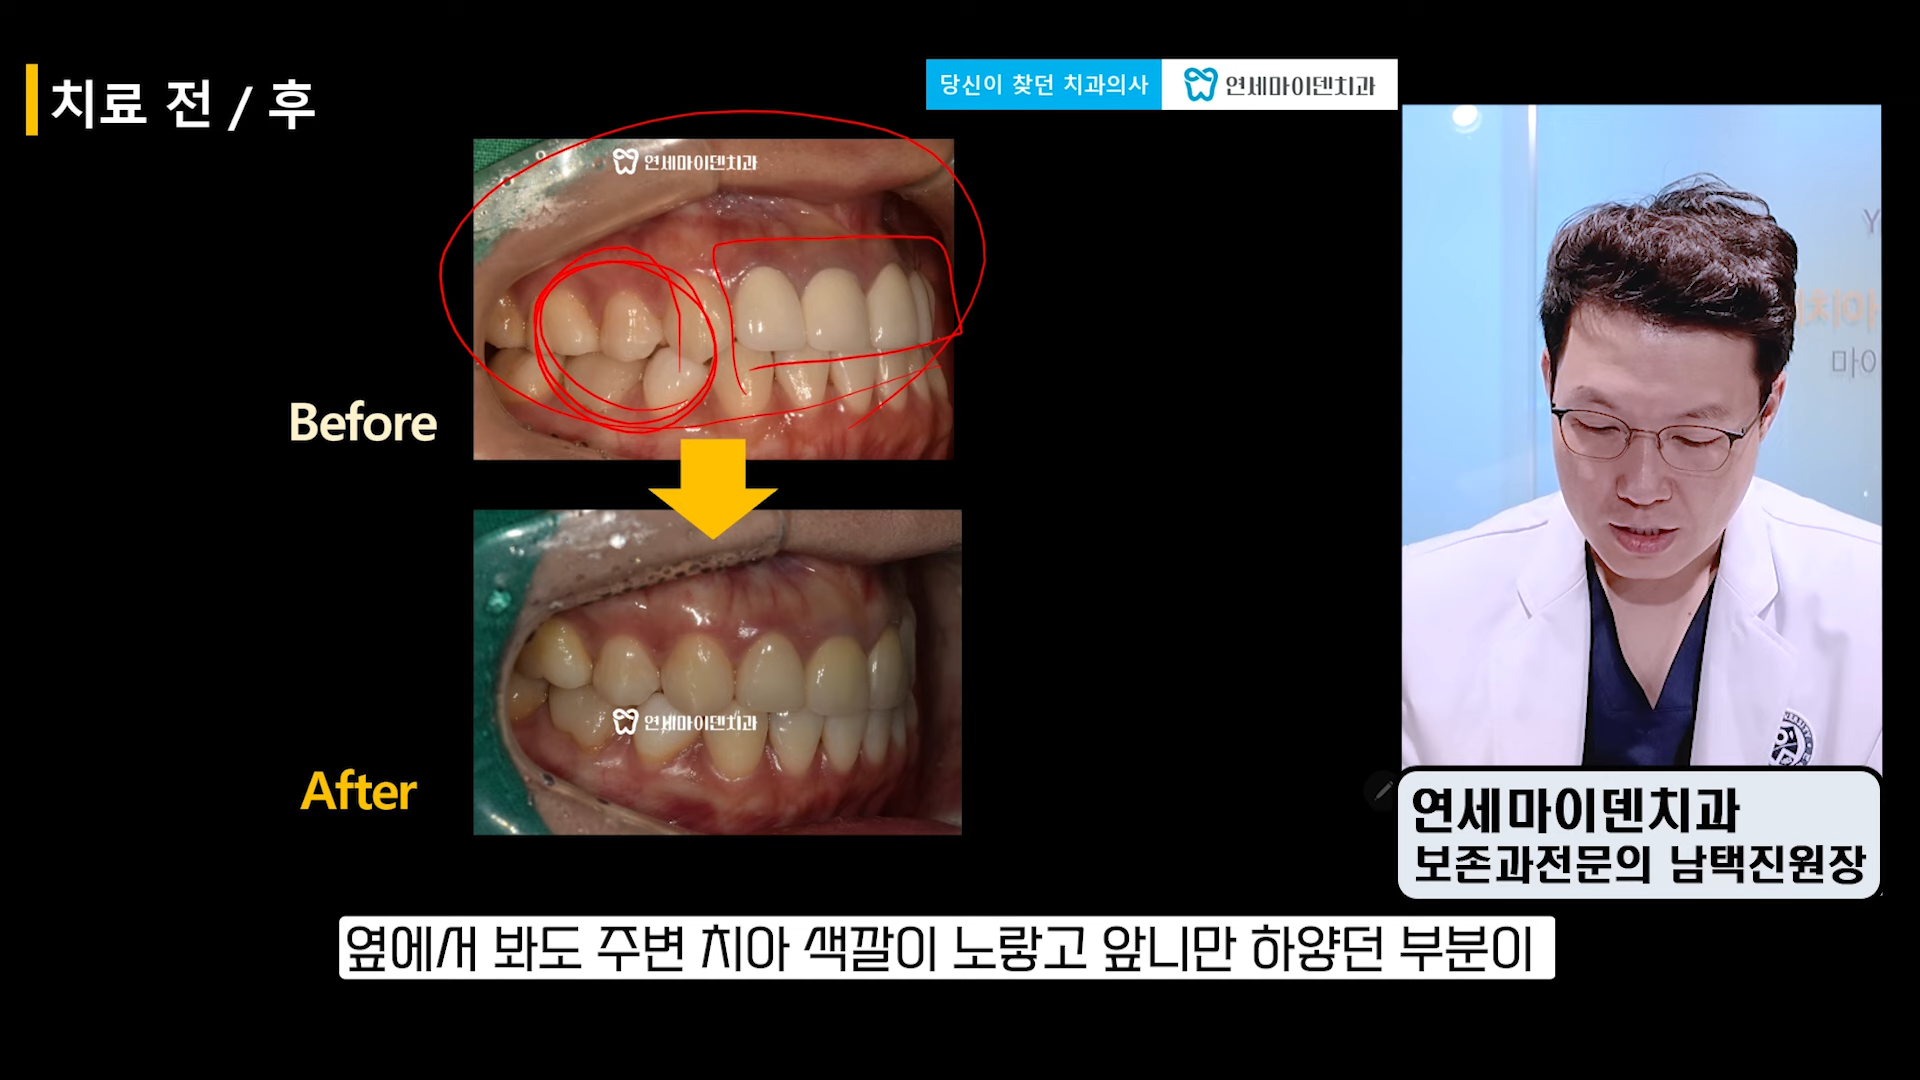 치료 전 / 후
당신이 찾던 치과의사
연세마이덴치과
연세마이덴치과
Before
연세마이덴치과
After
마이
연세마이덴치과
보존과전문의 남택진원장
옆에서 봐도 주변 치아 색깔이 노랗고 앞니만 하얗던 부분이